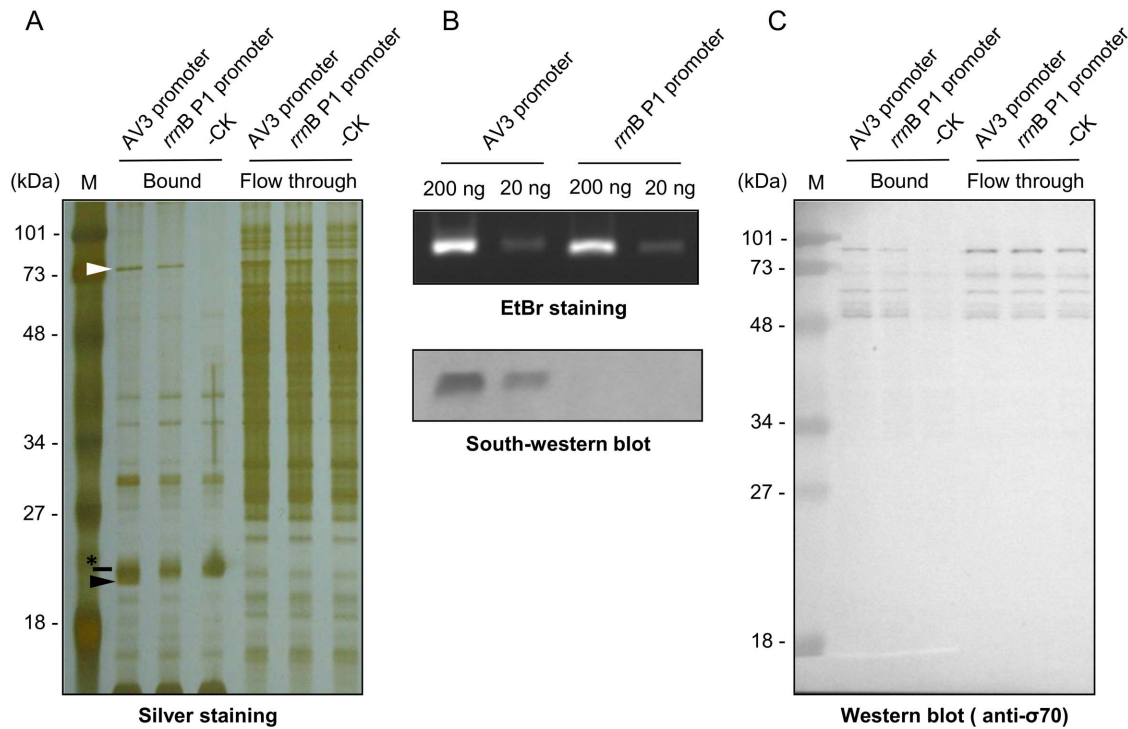 A
AV3 promoter
rrnB P1 promoter
-CK
AV3 promoter
rrnB P1 promoter
-CK
(kDa)
M
Bound
Flow through
101 -
73 -
48 -
34 -
27 -
*
18 -
Silver staining
B
AV3 promoter
rrnB P1 promoter
200 ng
20 ng
200 ng
20 ng
EtBr staining
South-western blot
C
AV3 promoter
rrnB P1 promoter
-CK
AV3 promoter
rrnB P1 promoter
-CK
(kDa)
M
Bound
Flow through
101 -
73 -
48 -
34 -
27 -
18 -
Western blot ( anti-σ70)